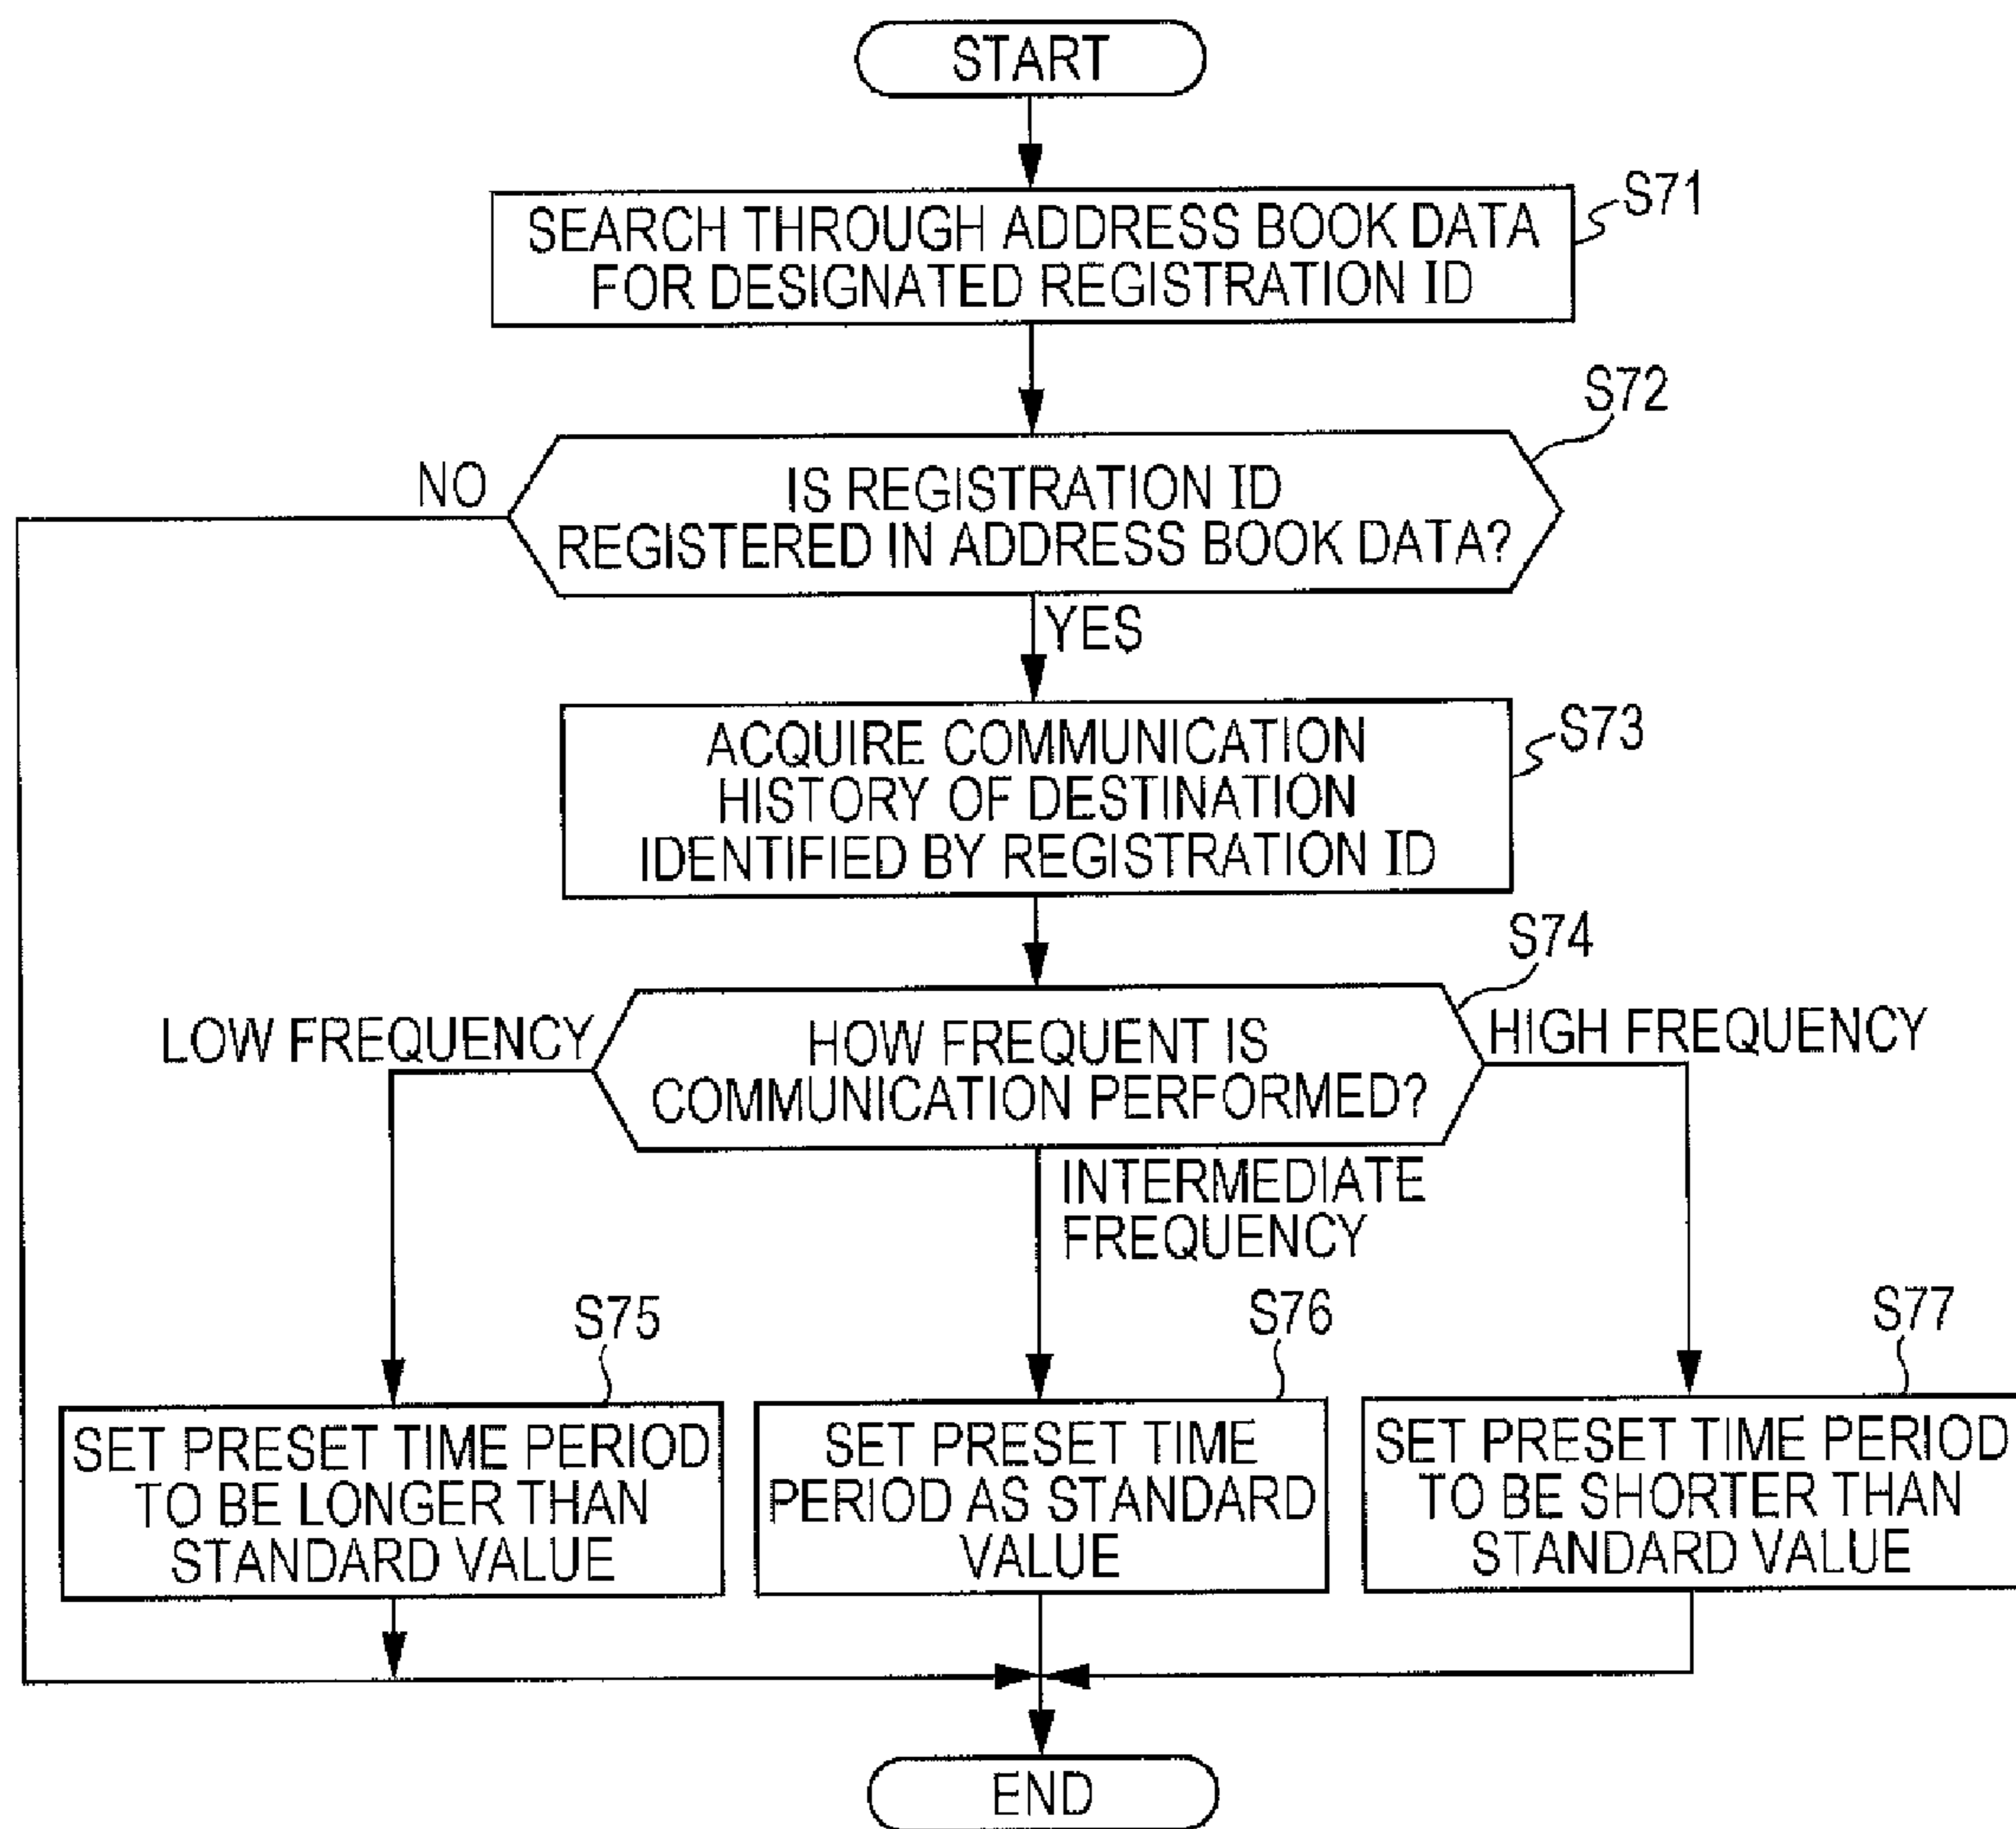 START
SEARCH THROUGH ADDRESS BOOK DATA
FOR DESIGNATED REGISTRATION ID
S71
S72
NO
IS REGISTRATION ID
REGISTERED IN ADDRESS BOOK DATA?
YES
ACQUIRE COMMUNICATION
HISTORY OF DESTINATION
IDENTIFIED BY REGISTRATION ID
S73
S74
LOW FREQUENCY
HOW FREQUENT IS
COMMUNICATION PERFORMED?
HIGH FREQUENCY
INTERMEDIATE
FREQUENCY
S75
SET PRESET TIME PERIOD
TO BE LONGER THAN
STANDARD VALUE
S76
SET PRESET TIME
PERIOD AS STANDARD
VALUE
S77
SET PRESET TIME PERIOD
TO BE SHORTER THAN
STANDARD VALUE
END